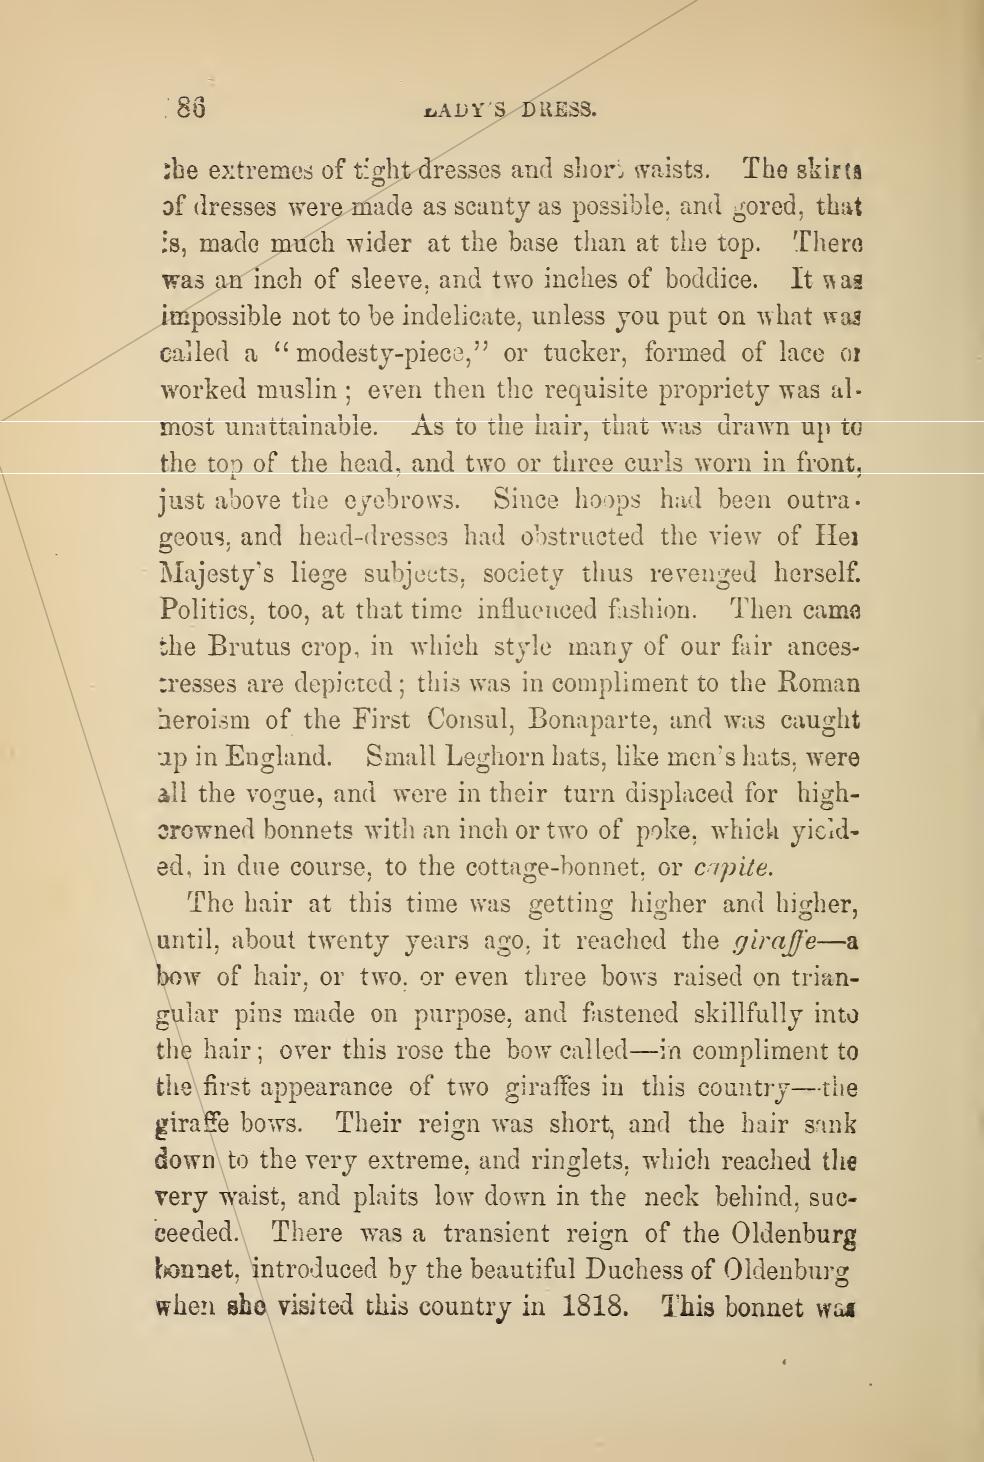 86 LADY'S DRESS.
the extremes of tight dresses and short waists. The skirts
of dresses were made as scanty as possible, and gored, that
is, made much wider at the base than at the top. There
was an inch of sleeve, and two inches of boddice. It was
impossible not to be indelicate, unless you put on what was
called a “modesty-piece,” or tucker, formed of lace or
worked muslin; even then the requisite propriety was al-
most unattainable. As to the hair, that was drawn up to
the top of the head, and two or three curls worn in front,
just above the eyebrows. Since hoops had been outra-
geous, and head-dresses had obstructed the view of Her
Majesty's liege subjects, society thus revenged herself.
Politics, too, at that time influenced fashion. Then came
the Brutus crop, in which style many of our fair ances-
tresses are depicted; this was in compliment to the Roman
heroism of the First Consul, Bonaparte, and was caught
up in England. Small Leghorn hats, like men's hats, were
all the vogue, and were in their turn displaced for high-
crowned bonnets with an inch or two of poke, which yield-
ed, in due course, to the cottage-bonnet, or capite.
The hair at this time was getting higher and higher,
until, about twenty years ago, it reached the giraffe—a
bow of hair, or two, or even three bows raised on trian-
gular pins made on purpose, and fastened skillfully into
the hair; over this rose the bow called—in compliment to
the first appearance of two giraffes in this country—the
giraffe bows. Their reign was short, and the hair sank
down to the very extreme, and ringlets, which reached the
very waist, and plaits low down in the neck behind, suc-
ceeded. There was a transient reign of the Oldenburg
bonnet, introduced by the beautiful Duchess of Oldenburg
when she visited this country in 1818. This bonnet was